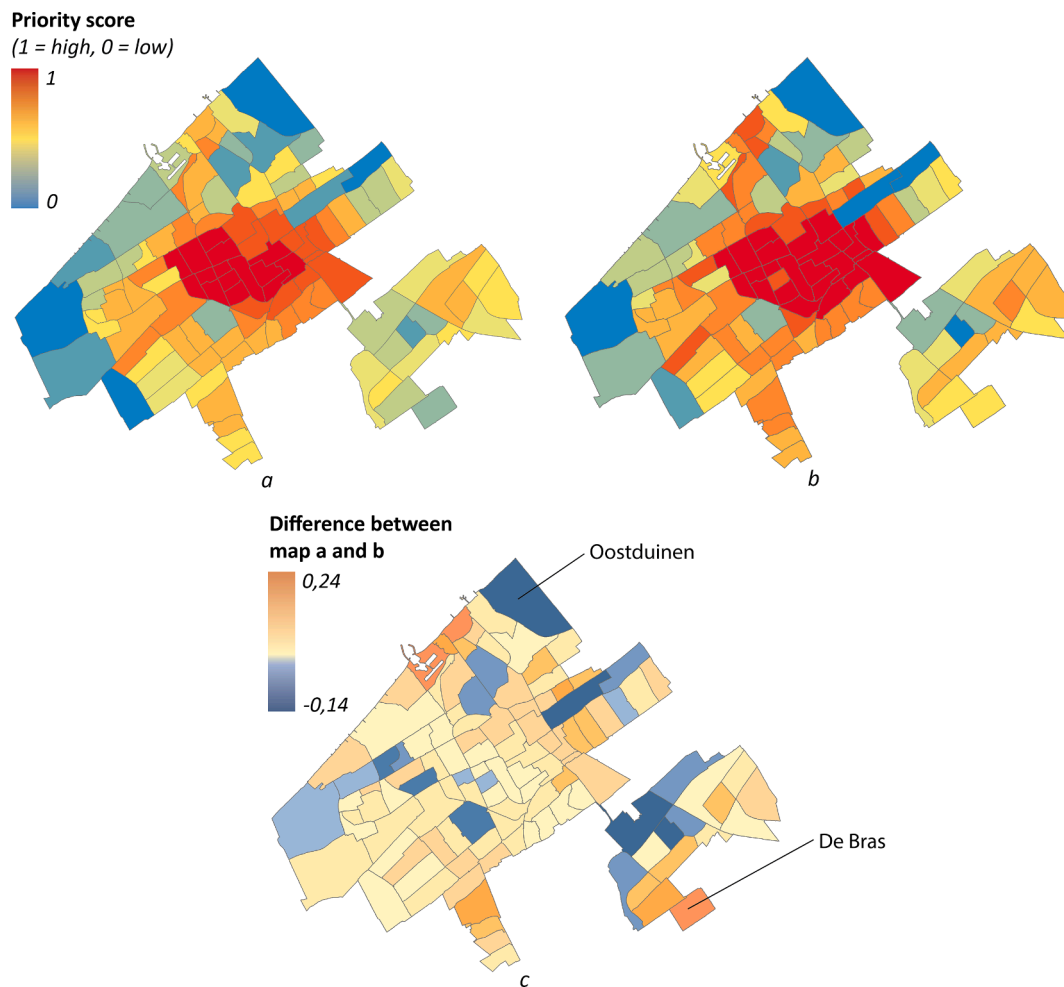 Priority score
(1 = high, 0 = low)
1
0
a
b
Difference between
map a and b
0,24
-0,14
Oostduinen
De Bras
c